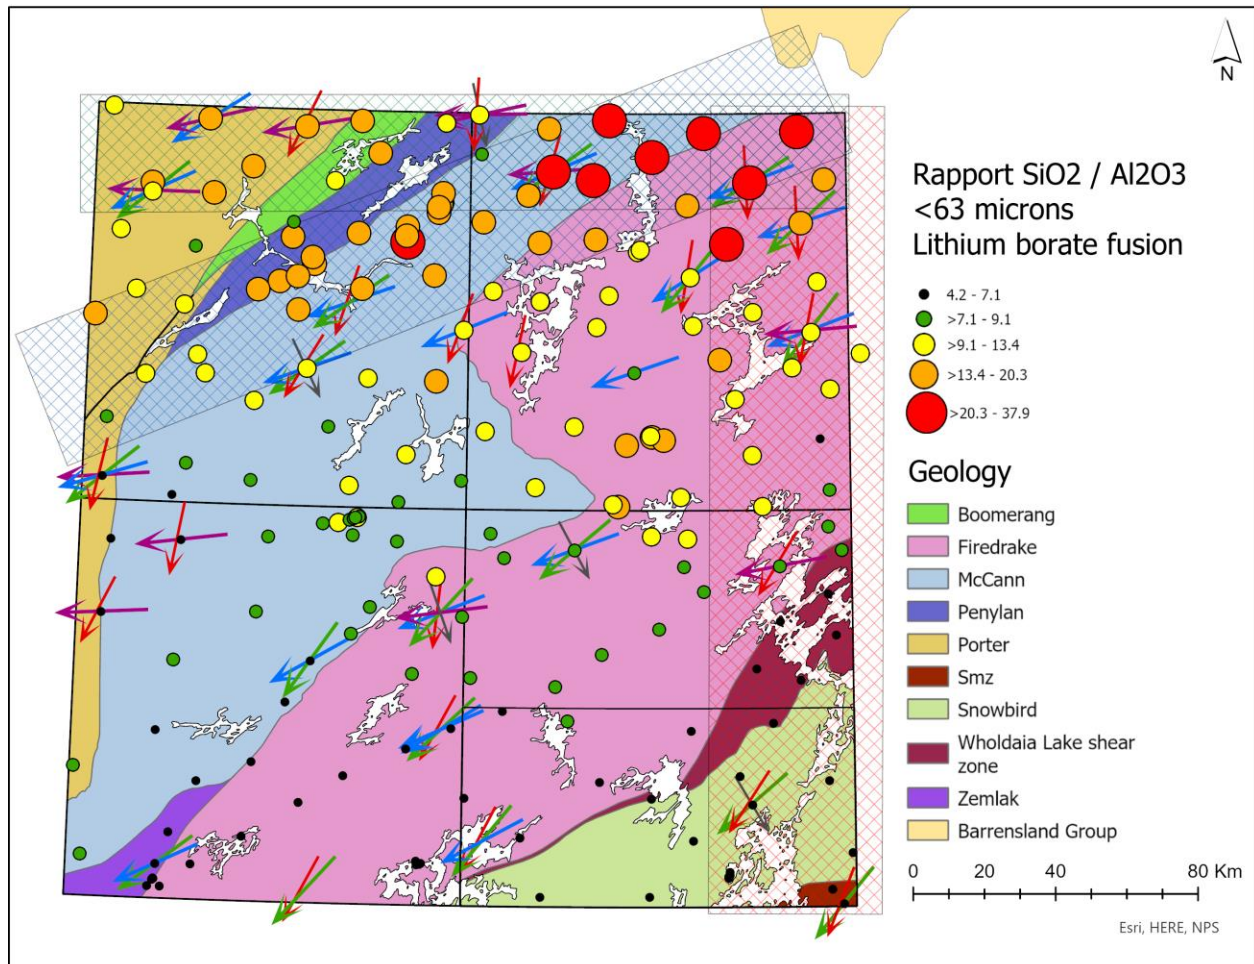 N
Rapport SiO2 / Al2O3
<63 microns
Lithium borate fusion
4.2 - 7.1
>7.1 - 9.1
>9.1 - 13.4
>13.4 - 20.3
>20.3 - 37.9
Geology
Boomerang
Firedrake
McCann
Penylan
Porter
Smz
Snowbird
Wholdaia Lake shear
zone
Zemlak
Barrensland Group
0 20 40 80 Km
Esri, HERE, NPS